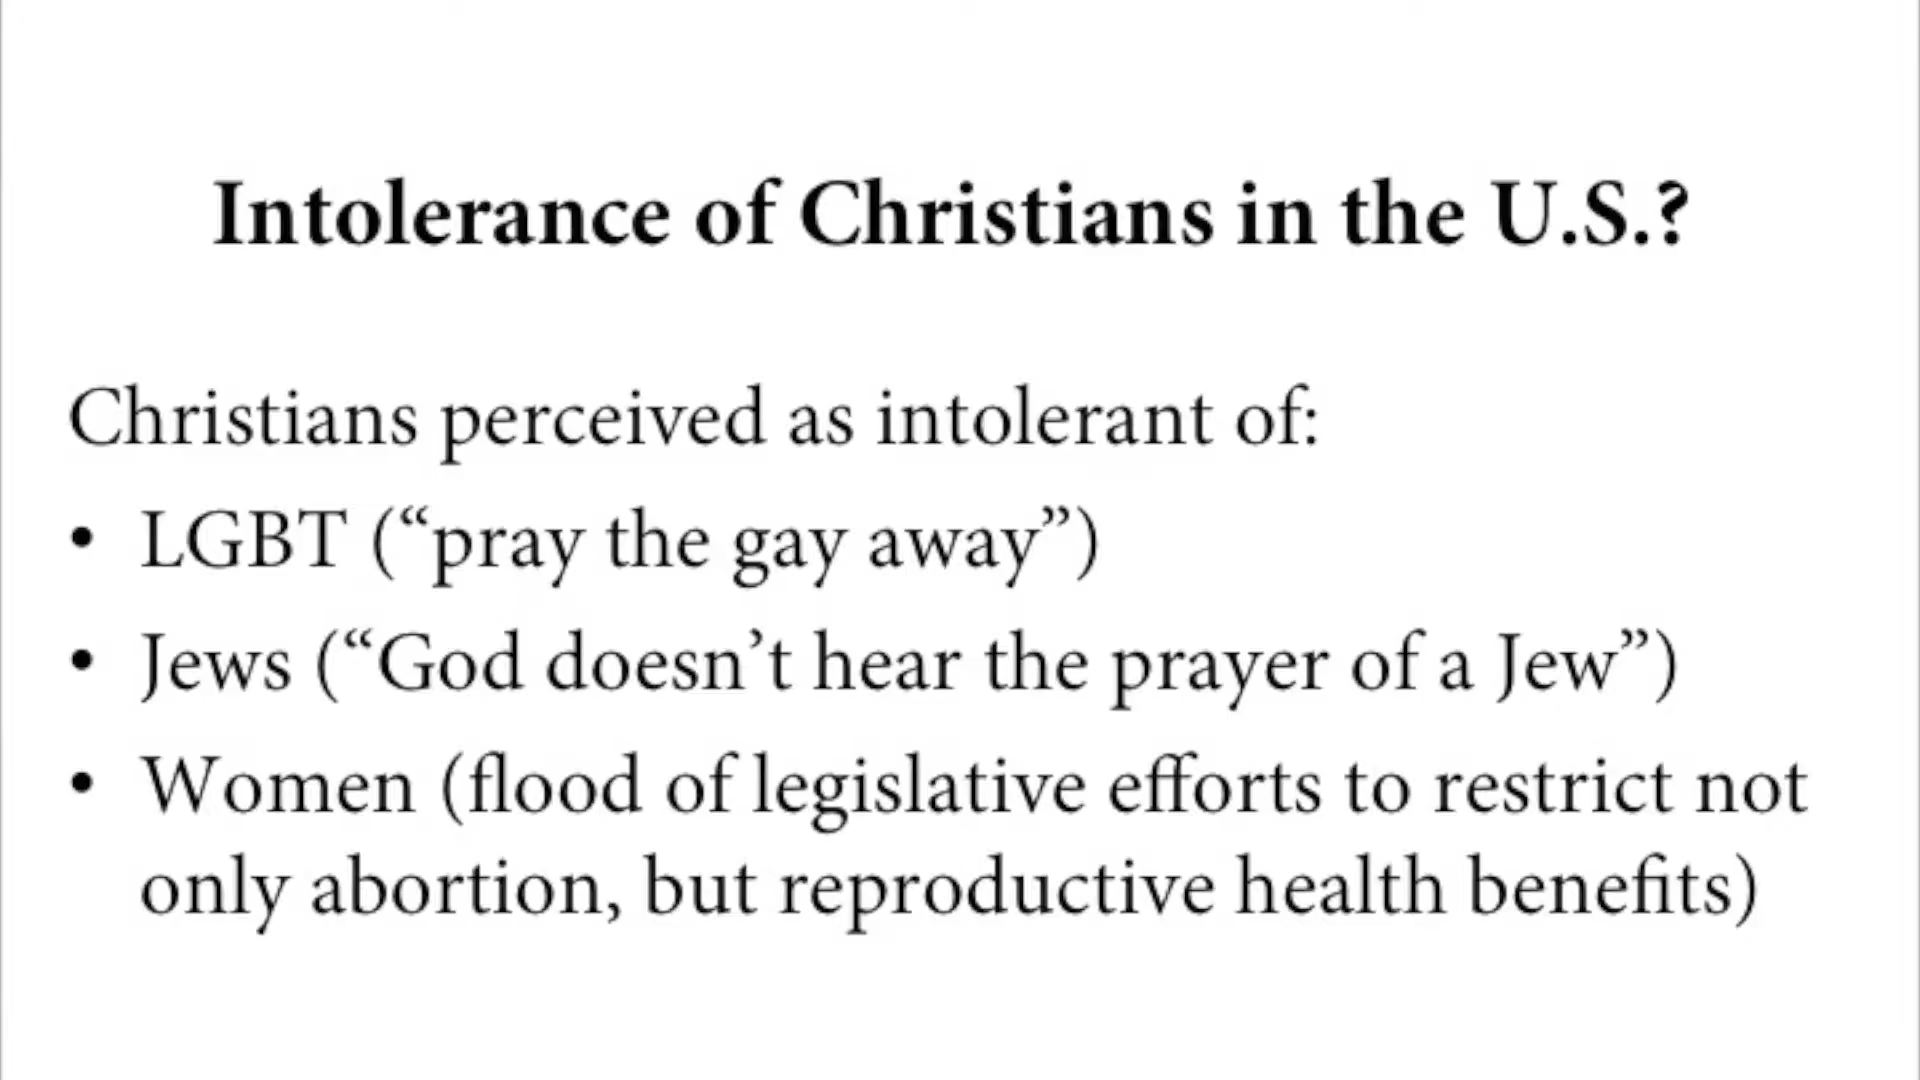 Intolerance of Christians in the U.S.?
Christians perceived as intolerant of:
• LGBT (“pray the gay away”)
• Jews (“God doesn’t hear the prayer of a Jew”)
• Women (flood of legislative efforts to restrict not
only abortion, but reproductive health benefits)